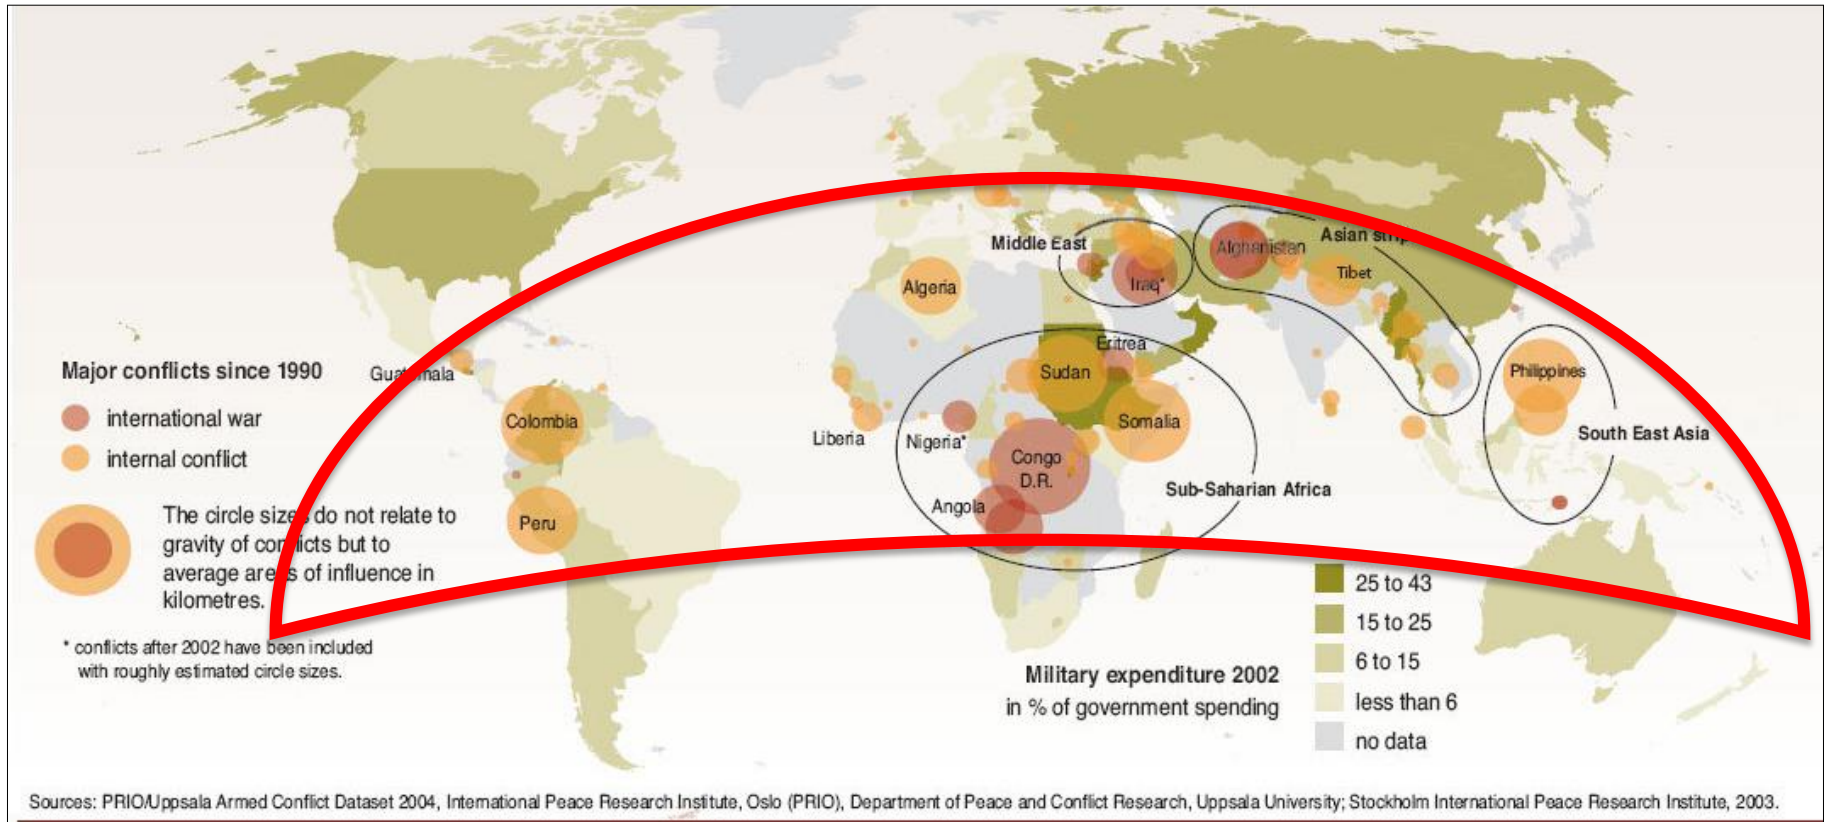 Middle East
Asian strip
Afghanistan
Tibet
Iraq*
Algeria
Eritrea
Sudan
Major conflicts since 1990
international war
internal conflict
Guatemala
Colombia
Philippines
Somalia
Liberia
Nigeria*
South East Asia
Congo
D.R.
Sub-Saharian Africa
Angola
Peru
The circle sizes do not relate to
gravity of conflicts but to
average areas of influence in
kilometres.
* conflicts after 2002 have been included
with roughly estimated circle sizes.
Military expenditure 2002
in % of government spending
25 to 43
15 to 25
6 to 15
less than 6
no data
Sources: PRIO/Uppsala Armed Conflict Dataset 2004, International Peace Research Institute, Oslo (PRIO), Department of Peace and Conflict Research, Uppsala University; Stockholm International Peace Research Institute, 2003.